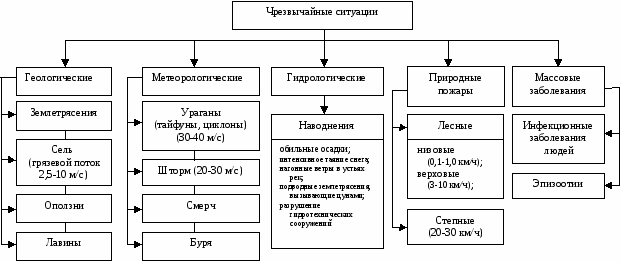 Чрезвычайные ситуации
Геологические
Метеорологические
Гидрологические
Природные
пожары
Массовые
заболевания
Землетрясения
Сель
(грязевой поток
2,5-10 м/с)
Оползни
Лавины
Ураганы
(тайфуны, циклоны)
(30-40 м/с)
Шторм (20-30 м/с)
Смерч
Буря
Наводнения
обильные осадки;
интенсивное таяние снега;
нагонные ветры в устьях
рек;
подводные землетрясения,
вызывающие цунами;
разрушение
гидротехнических
сооружений
Лесные
низовые
(0,1-1,0 км/ч);
верховые
(3-10 км/ч);
Степные
(20-30 км/ч)
Инфекционные
заболевания
людей
Эпизоотии